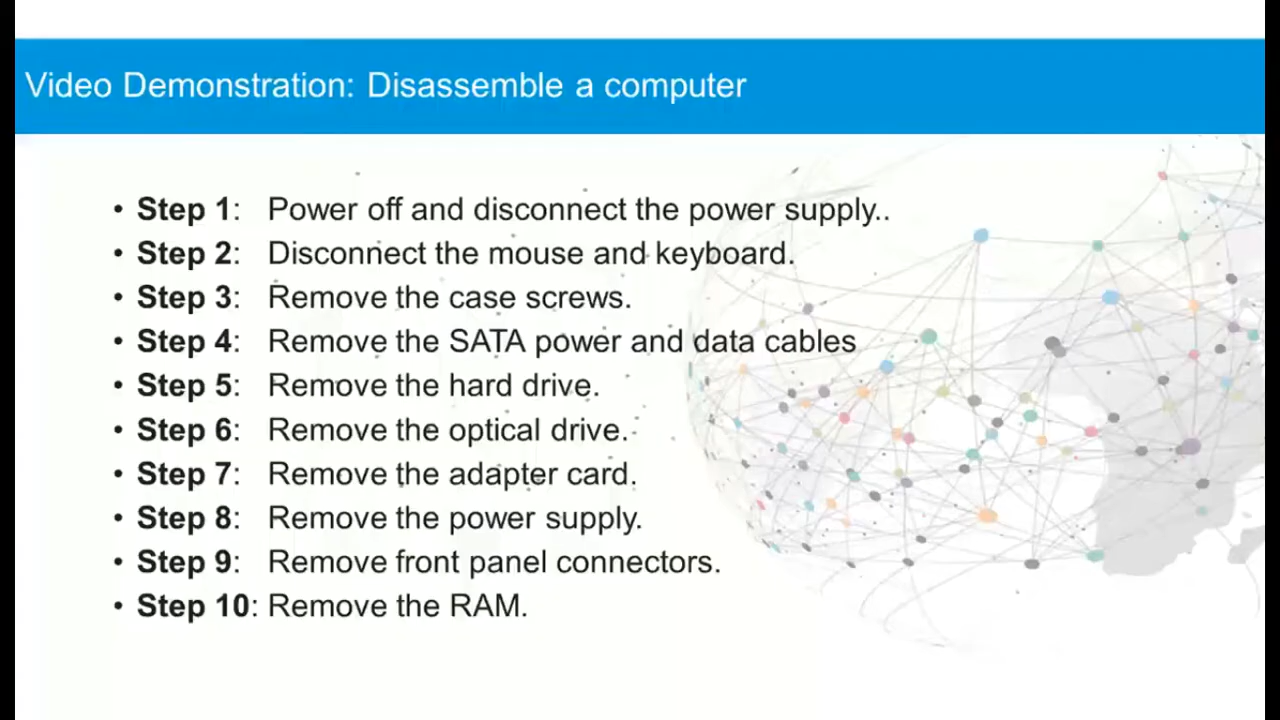 Video Demonstration: Disassemble a computer
• Step 1: Power off and disconnect the power supply..
• Step 2: Disconnect the mouse and keyboard.
• Step 3: Remove the case screws.
• Step 4: Remove the SATA power and data cables
• Step 5: Remove the hard drive.
• Step 6: Remove the optical drive.
• Step 7: Remove the adapter card.
• Step 8: Remove the power supply.
• Step 9: Remove front panel connectors.
• Step 10: Remove the RAM.